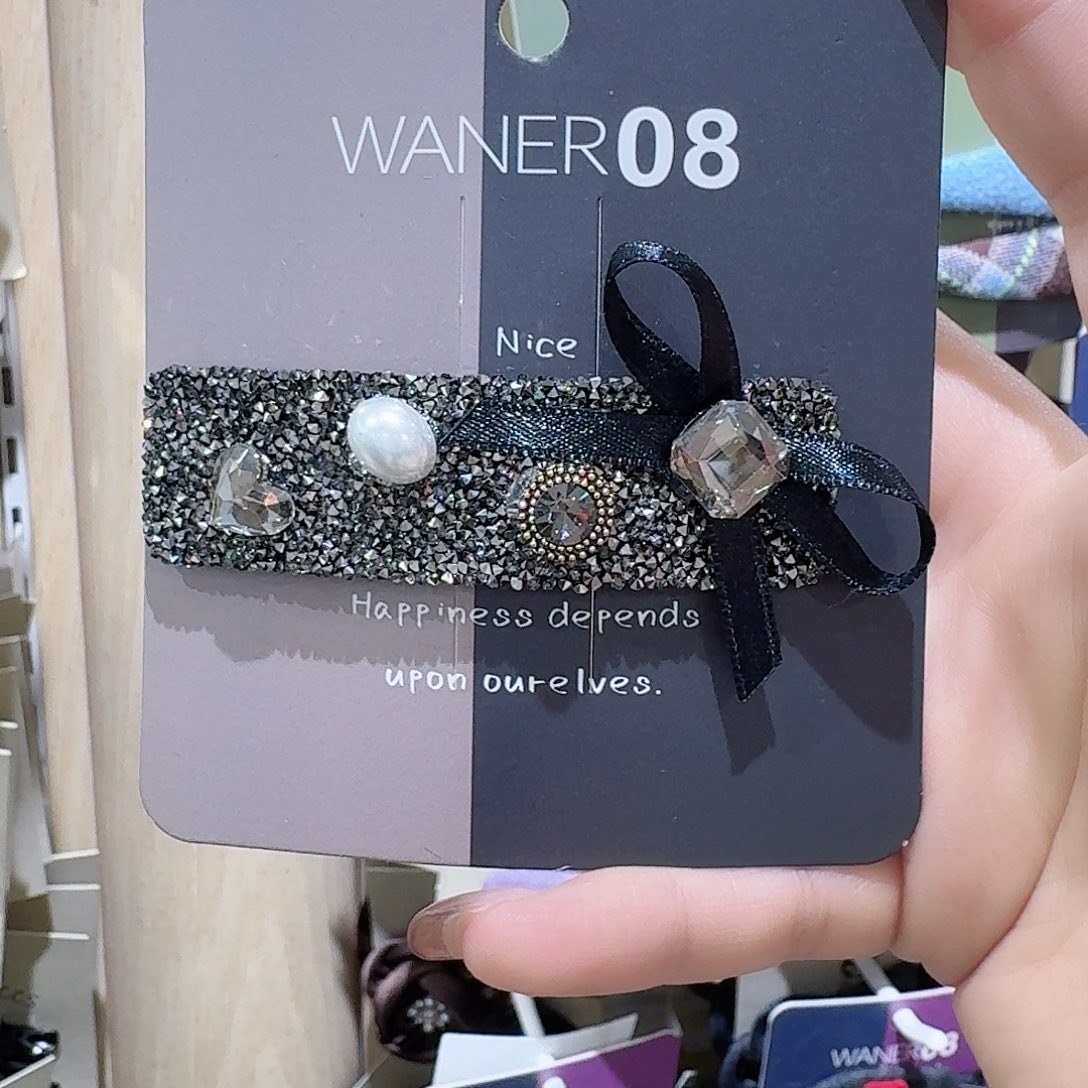 WANER08
Nice
Happiness depends
upon ourelves.
WANER08